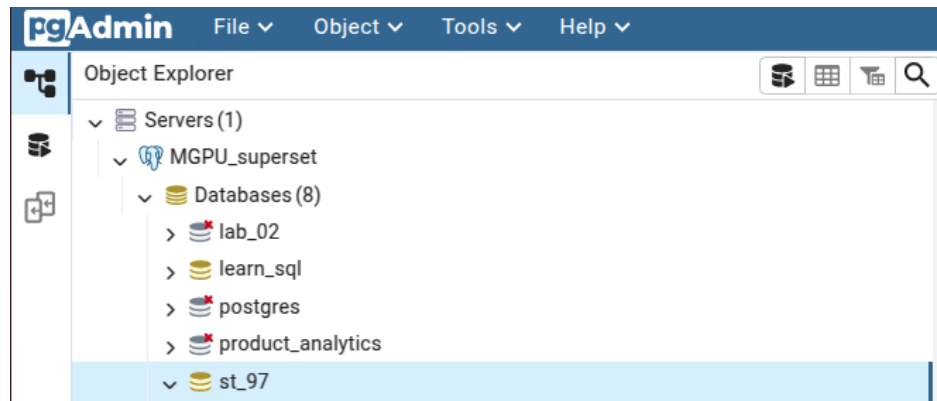 pgAdmin File Object Tools Help
Object Explorer
Servers (1)
MGPU_superset
Databases (8)
lab_02
learn_sql
postgres
product_analytics
st_97